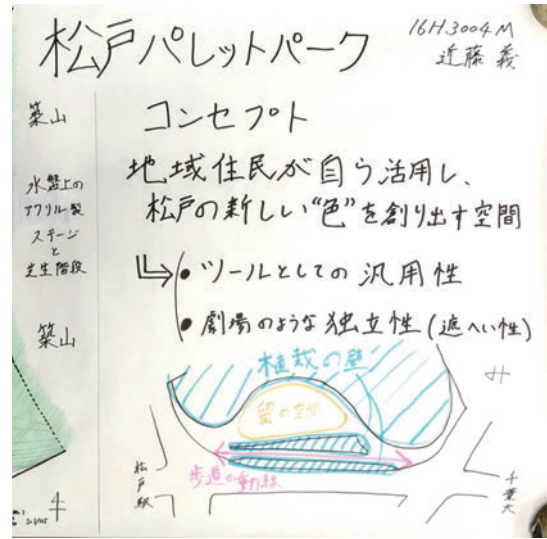 松戸パレットパーク
16H3004M
近藤 義
築山
水盤上の
アクリル製
ステージ
と
芝生階段
築山
コンセプト
地域住民が自ら活用し、
松戸の新しい“色”を創り出す空間
• ツールとしての汎用性
• 劇場のような独立性(遮へい性)
植栽の壁
留の空間
歩道の動線
松戸駅
千葉大